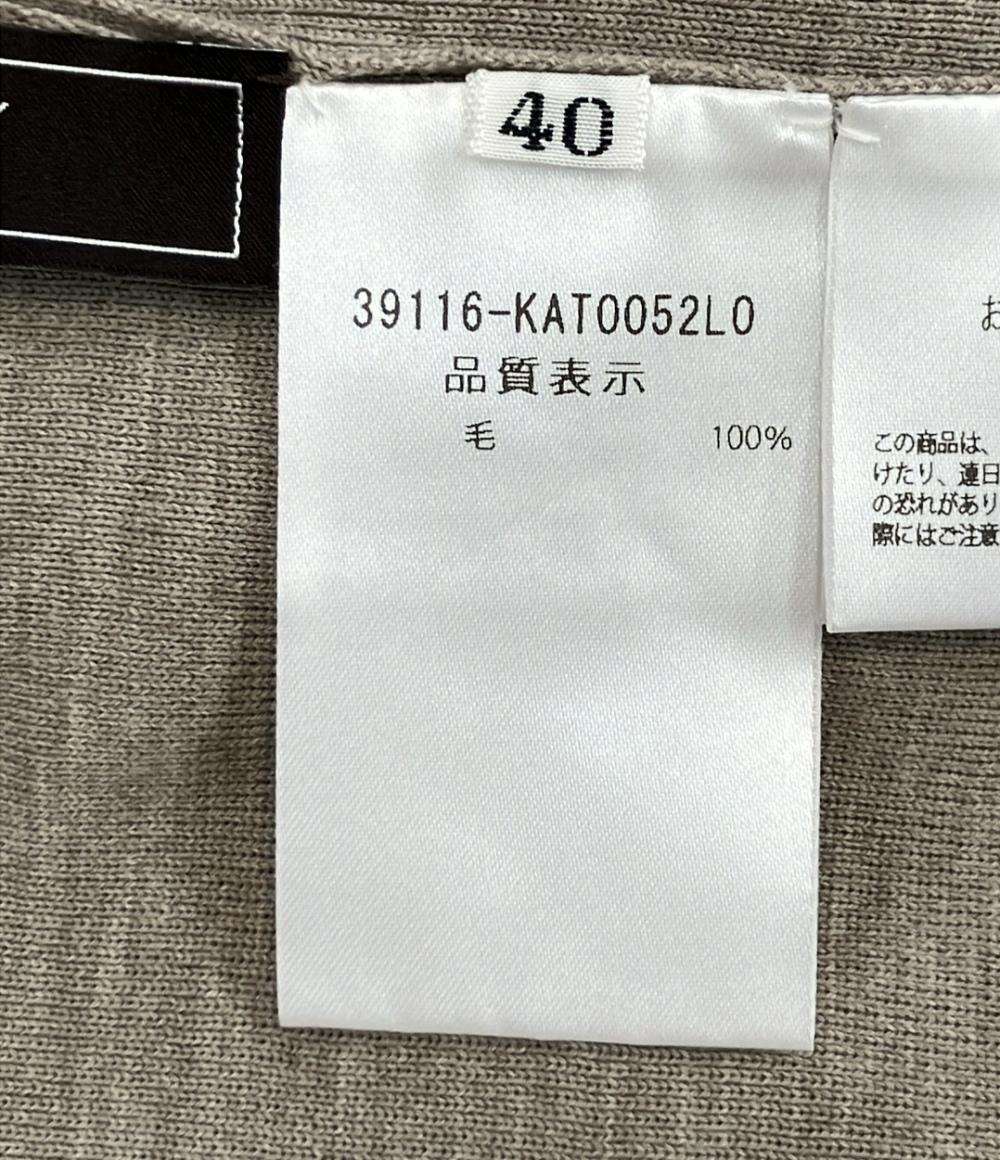 40
39116-KAT0052L0
品質表示
毛 100%
お
この商品は、
けたり、連日
の恐れがあり
際にはご注意